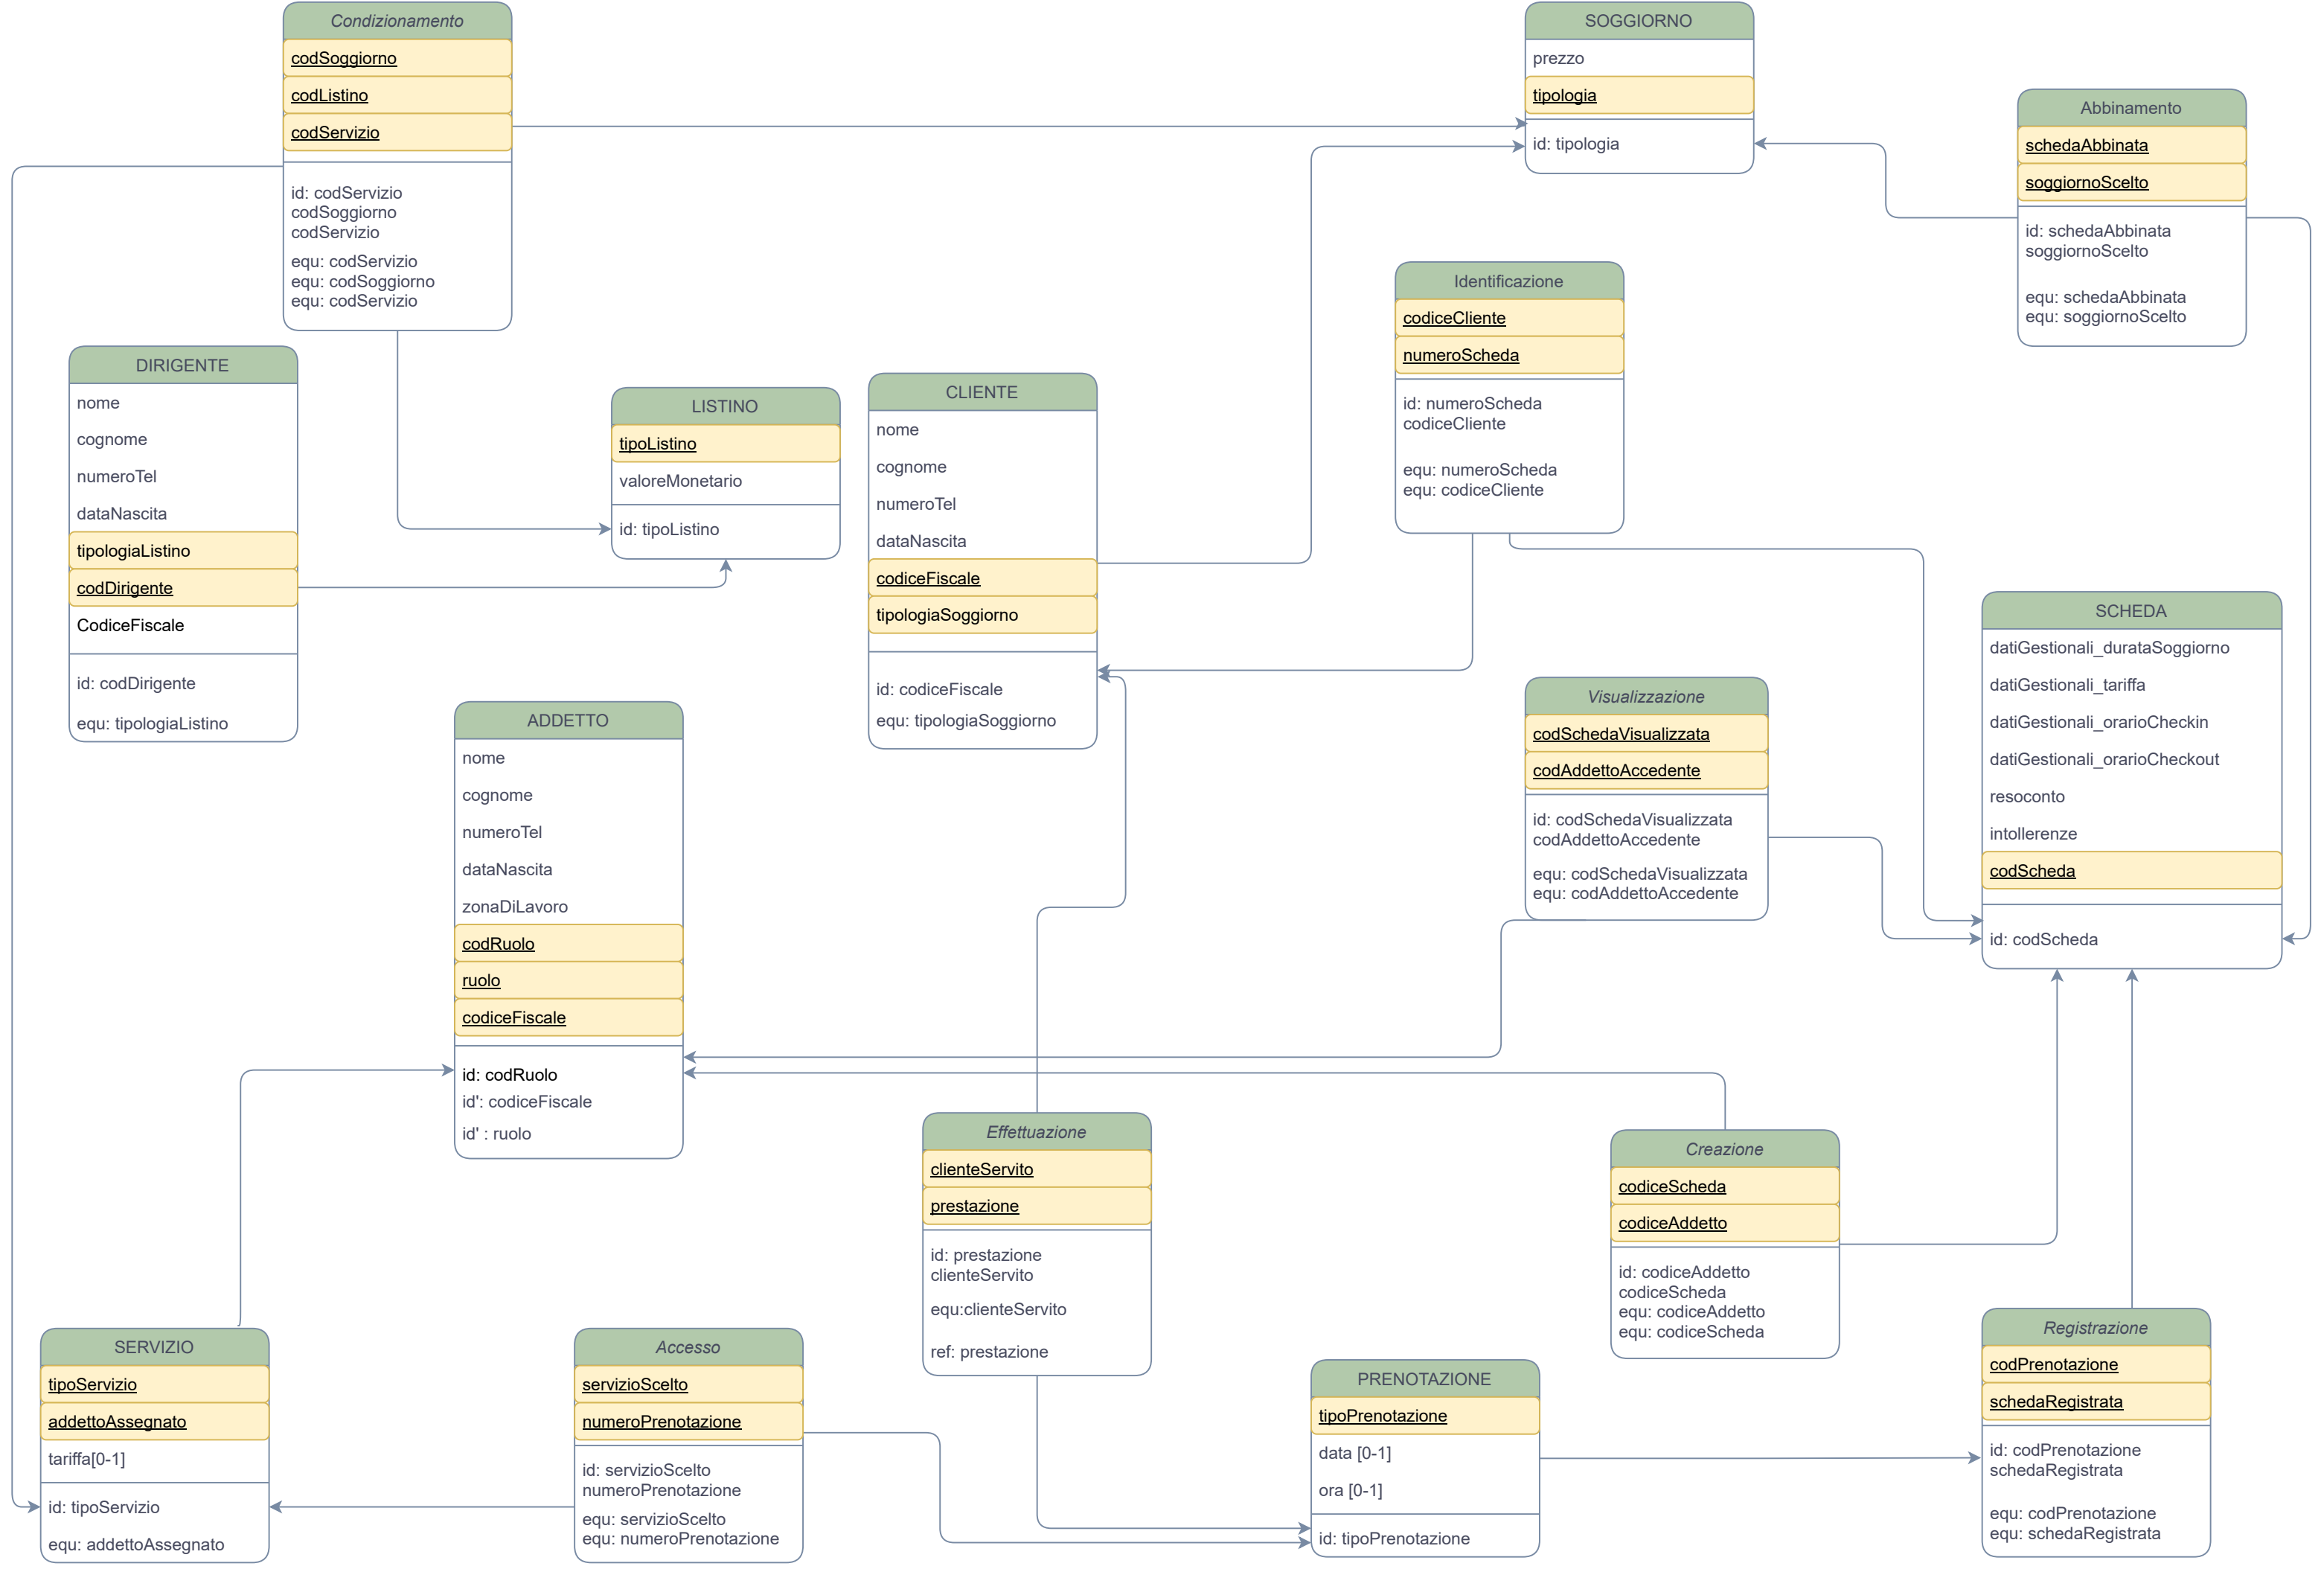 Condizionamento
codSoggiorno
codListino
codServizio
id: codServizio
codSoggiorno
codServizio
equ: codServizio
equ: codSoggiorno
equ: codServizio
SOGGIORNO
prezzo
tipologia
id: tipologia
Abbinamento
schedaAbbinata
soggiornoScelto
id: schedaAbbinata
soggiornoScelto
equ: schedaAbbinata
equ: soggiornoScelto
Identificazione
codiceCliente
numeroScheda
id: numeroScheda
codiceCliente
equ: numeroScheda
equ: codiceCliente
DIRIGENTE
nome
cognome
numeroTel
dataNascita
tipologiaListino
codDirigente
CodiceFiscale
id: codDirigente
equ: tipologiaListino
LISTINO
tipoListino
valoreMonetario
id: tipoListino
CLIENTE
nome
cognome
numeroTel
dataNascita
codiceFiscale
tipologiaSoggiorno
id: codiceFiscale
equ: tipologiaSoggiorno
SCHEDA
datiGestionali_durataSoggiorno
datiGestionali_tariffa
datiGestionali_orarioCheckin
datiGestionali_orarioCheckout
resoconto
intollerenze
codScheda
id: codScheda
Visualizzazione
codSchedaVisualizzata
codAddettoAccedente
id: codSchedaVisualizzata
codAddettoAccedente
equ: codSchedaVisualizzata
equ: codAddettoAccedente
ADDETTO
nome
cognome
numeroTel
dataNascita
zonaDiLavoro
codRuolo
ruolo
codiceFiscale
id: codRuolo
id': codiceFiscale
id' : ruolo
Effettuazione
clienteServito
prestazione
id: prestazione
clienteServito
equ:clienteServito
ref: prestazione
Creazione
codiceScheda
codiceAddetto
id: codiceAddetto
codiceScheda
equ: codiceAddetto
equ: codiceScheda
SERVIZIO
tipoServizio
addettoAssegnato
tariffa[0-1]
id: tipoServizio
equ: addettoAssegnato
Accesso
servizioScelto
numeroPrenotazione
id: servizioScelto
numeroPrenotazione
equ: servizioScelto
equ: numeroPrenotazione
PRENOTAZIONE
tipoPrenotazione
data [0-1]
ora [0-1]
id: tipoPrenotazione
Registrazione
codPrenotazione
schedaRegistrata
id: codPrenotazione
schedaRegistrata
equ: codPrenotazione
equ: schedaRegistrata